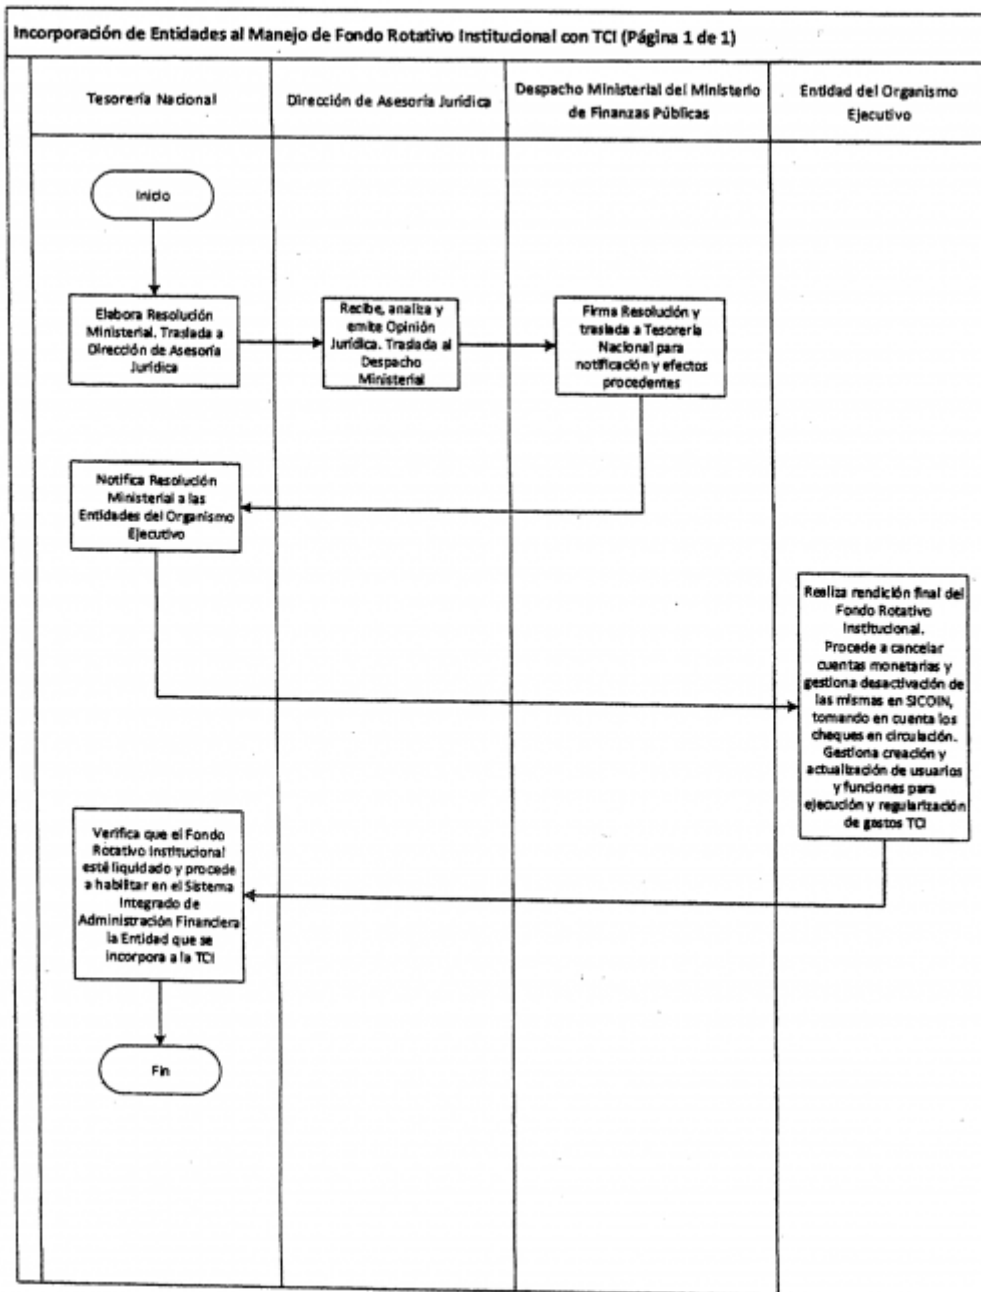 Incorporación de Entidades al Manejo de Fondo Rotativo Institucional con TCI (Página 1 de 1)
Tesorería Nacional
Dirección de Asesoría Jurídica
Despacho Ministerial del Ministerio
de Finanzas Públicas
Entidad del Organismo
Ejecutivo
Inicio
Elabora Resolución
Ministerial. Traslada a
Dirección de Asesoría
Jurídica
Recibe, analiza y
emite Opinión
Jurídica. Traslada al
Despacho
Ministerial
Firma Resolución y
traslada a Tesorería
Nacional para
notificación y efectos
procedentes
Notifica Resolución
Ministerial a las
Entidades del Organismo
Ejecutivo
Realiza rendición final del
Fondo Rotativo
Institucional.
Procede a cancelar
cuentas monetarias y
gestiona desactivación de
las mismas en SICOIN,
tomando en cuenta los
cheques en circulación.
Gestiona creación y
actualización de usuarios
y funciones para
ejecución y regularización
de gastos TCI
Verifica que el Fondo
Rotativo Institucional
esté liquidado y procede
a habilitar en el Sistema
Integrado de
Administración Financiera
la Entidad que se
incorpora a la TCI
Fin